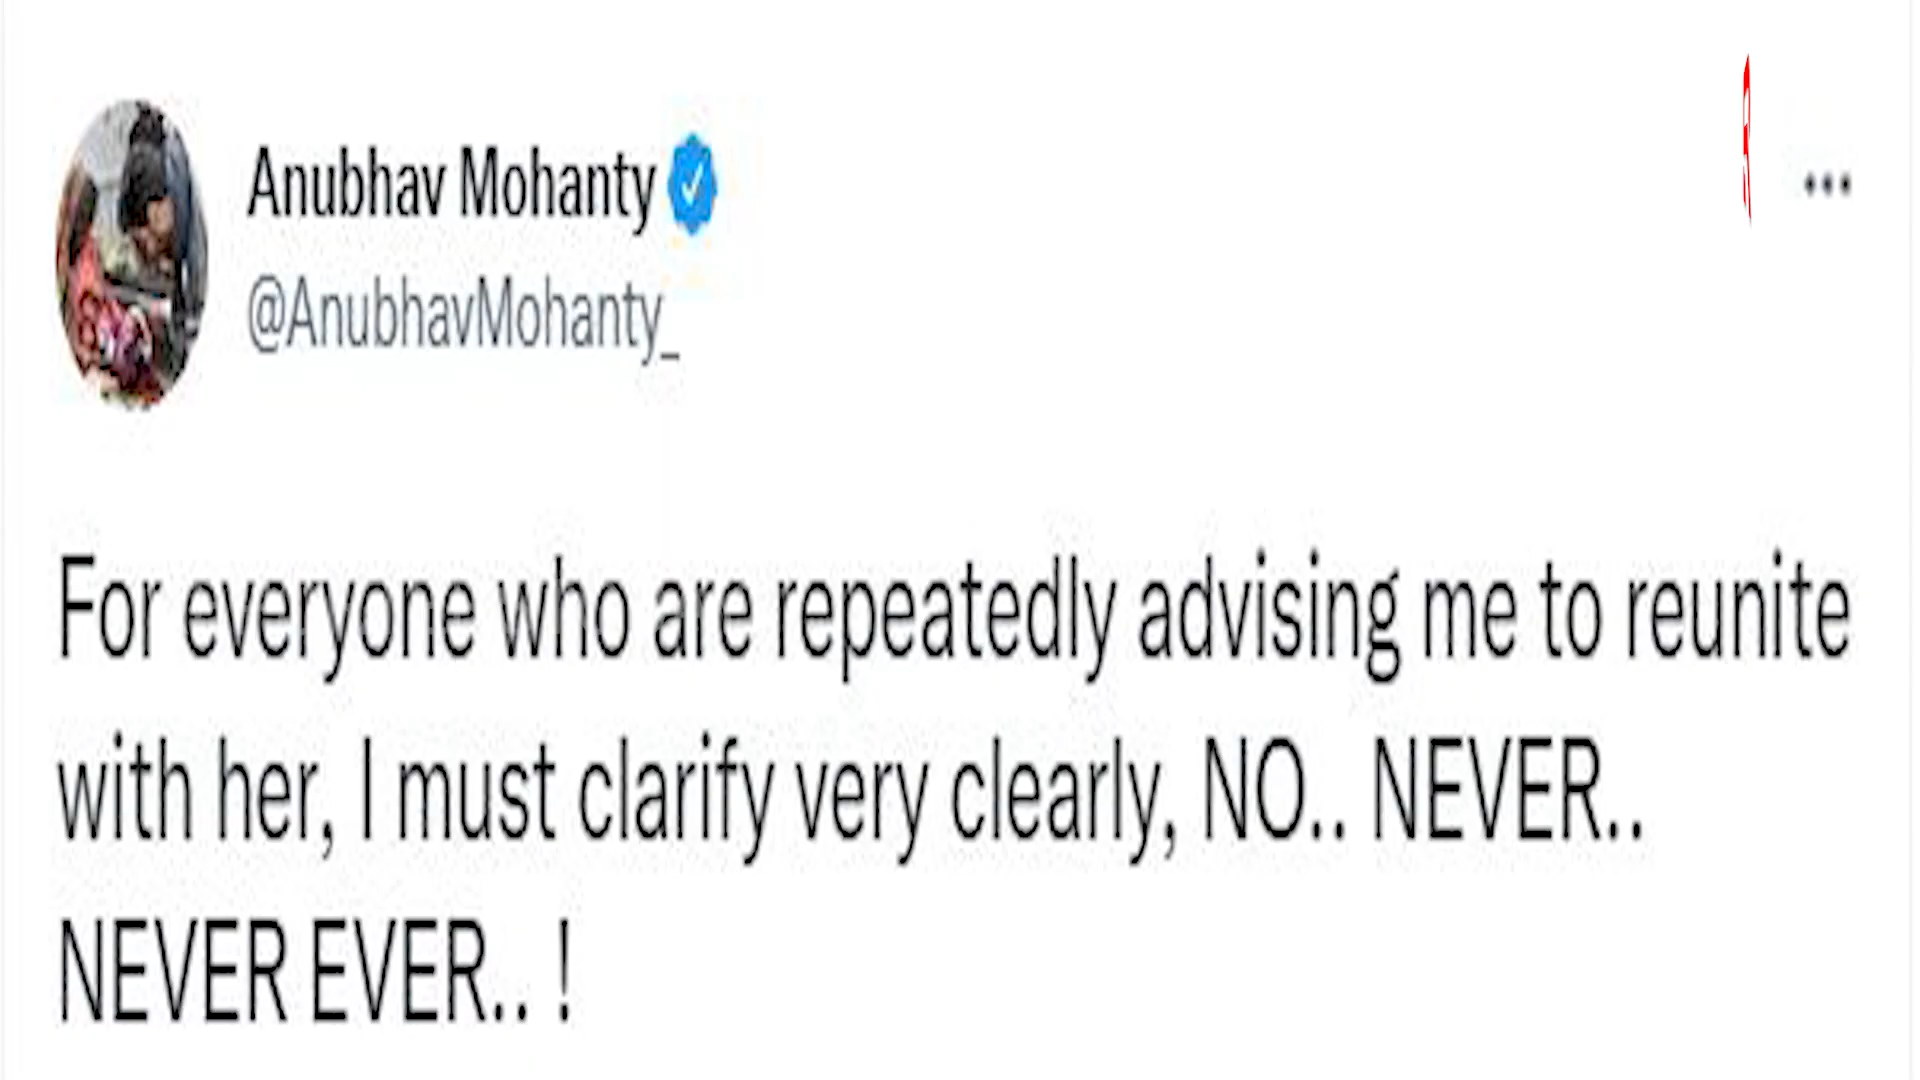 Anubhav Mohanty
@AnubhavMohanty_
For everyone who are repeatedly advising me to reunite
with her, I must clarify very clearly, NO.. NEVER..
NEVER EVER.. !